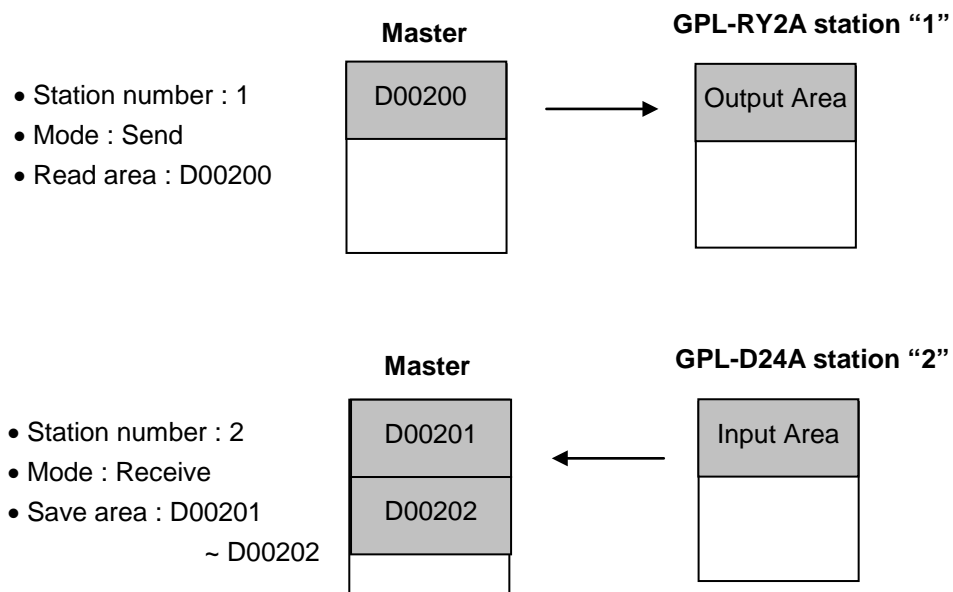 Master
GPL-RY2A station “1”
• Station number : 1
• Mode : Send
• Read area : D00200
D00200
Output Area
Master
GPL-D24A station “2”
• Station number : 2
• Mode : Receive
• Save area : D00201
~ D00202
D00201
D00202
Input Area